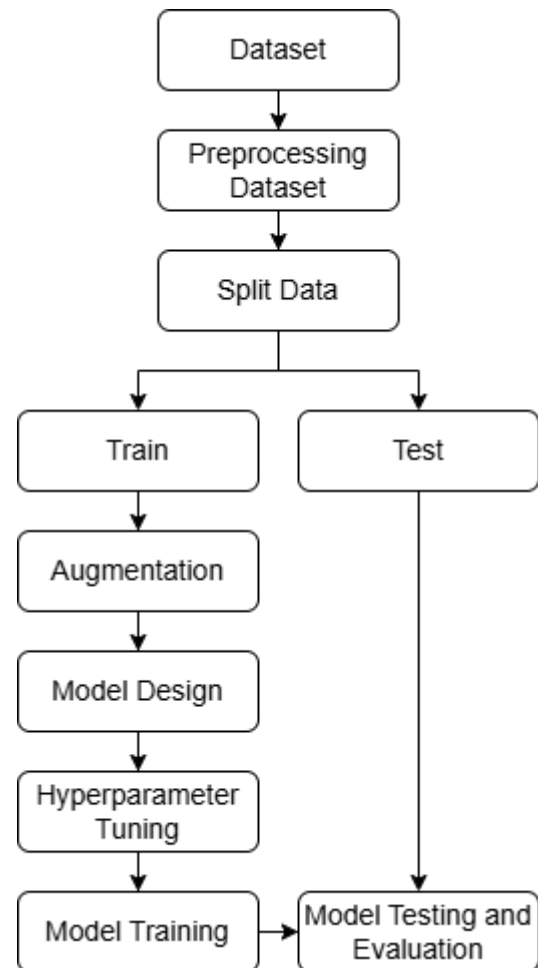 Dataset
Preprocessing
Dataset
Split Data
Train
Test
Augmentation
Model Design
Hyperparameter
Tuning
Model Training
Model Testing and
Evaluation